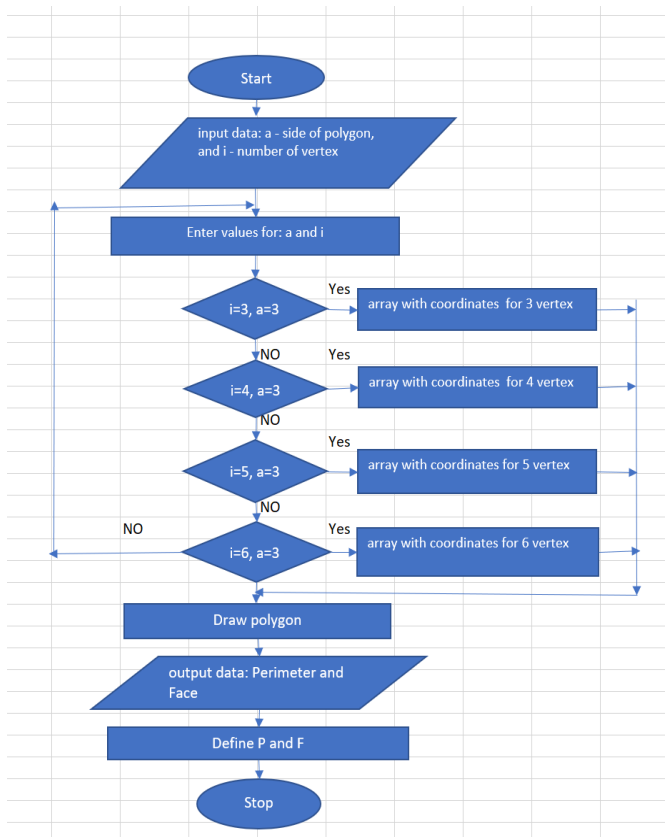 Start
input data: a - side of polygon,
and i - number of vertex
Enter values for: a and i
i=3, a=3
Yes
array with coordinates for 3 vertex
NO
Yes
i=4, a=3
array with coordinates for 4 vertex
NO
Yes
i=5, a=3
array with coordinates for 5 vertex
NO
NO
Yes
i=6, a=3
array with coordinates for 6 vertex
Draw polygon
output data: Perimeter and
Face
Define P and F
Stop